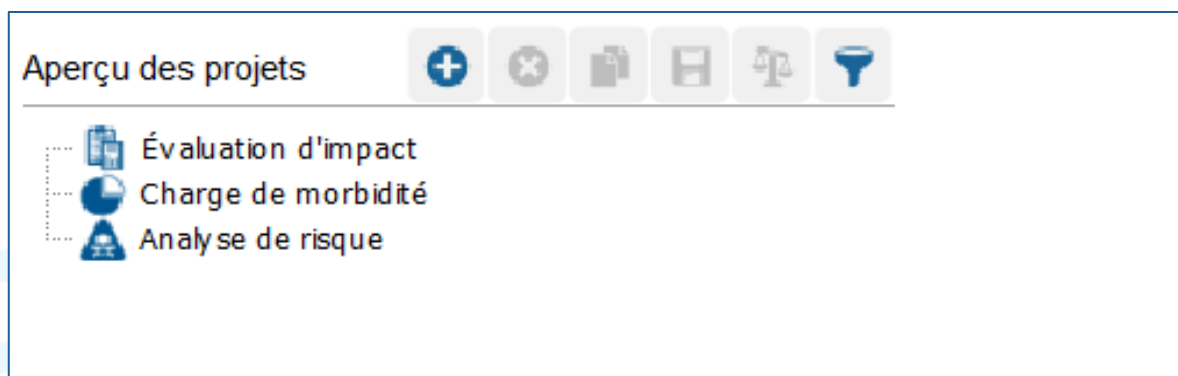 Aperçu des projets
Évaluation d'impact
Charge de morbidité
Analyse de risque